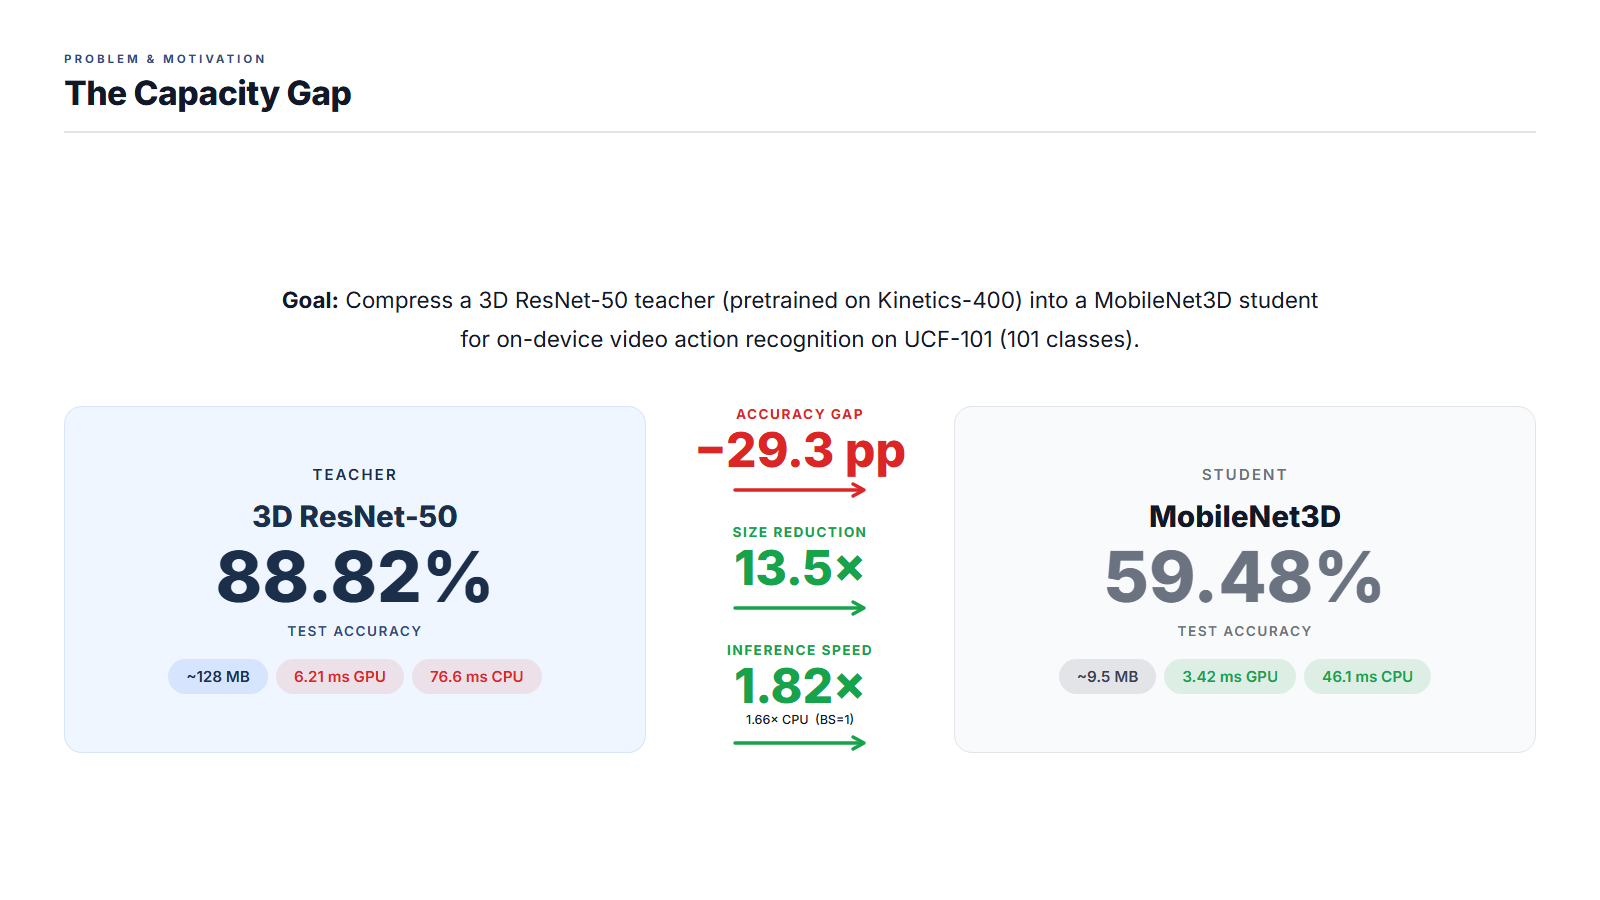 PROBLEM & MOTIVATION
The Capacity Gap
Goal: Compress a 3D ResNet-50 teacher (pretrained on Kinetics-400) into a MobileNet3D student
for on-device video action recognition on UCF-101 (101 classes).
TEACHER
3D ResNet-50
88.82%
TEST ACCURACY
~128 MB
6.21 ms GPU
76.6 ms CPU
ACCURACY GAP
−29.3 pp
SIZE REDUCTION
13.5×
INFERENCE SPEED
1.82×
1.66× CPU (BS=1)
STUDENT
MobileNet3D
59.48%
TEST ACCURACY
~9.5 MB
3.42 ms GPU
46.1 ms CPU